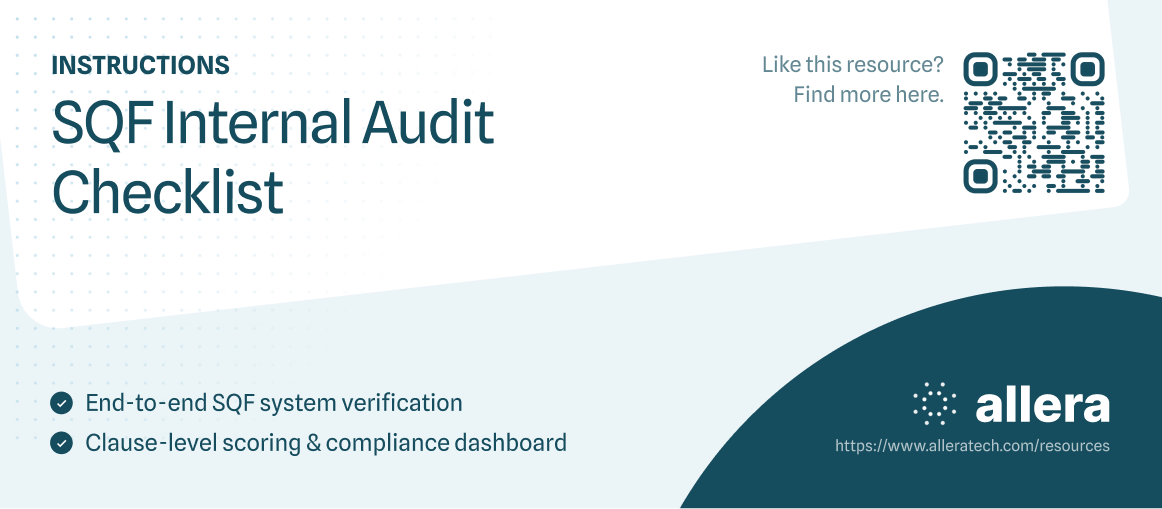 INSTRUCTIONS
SQF Internal Audit
Checklist
Like this resource?
Find more here.
End-to-end SQF system verification
Clause-level scoring & compliance dashboard
allera
https://www.alleratech.com/resources